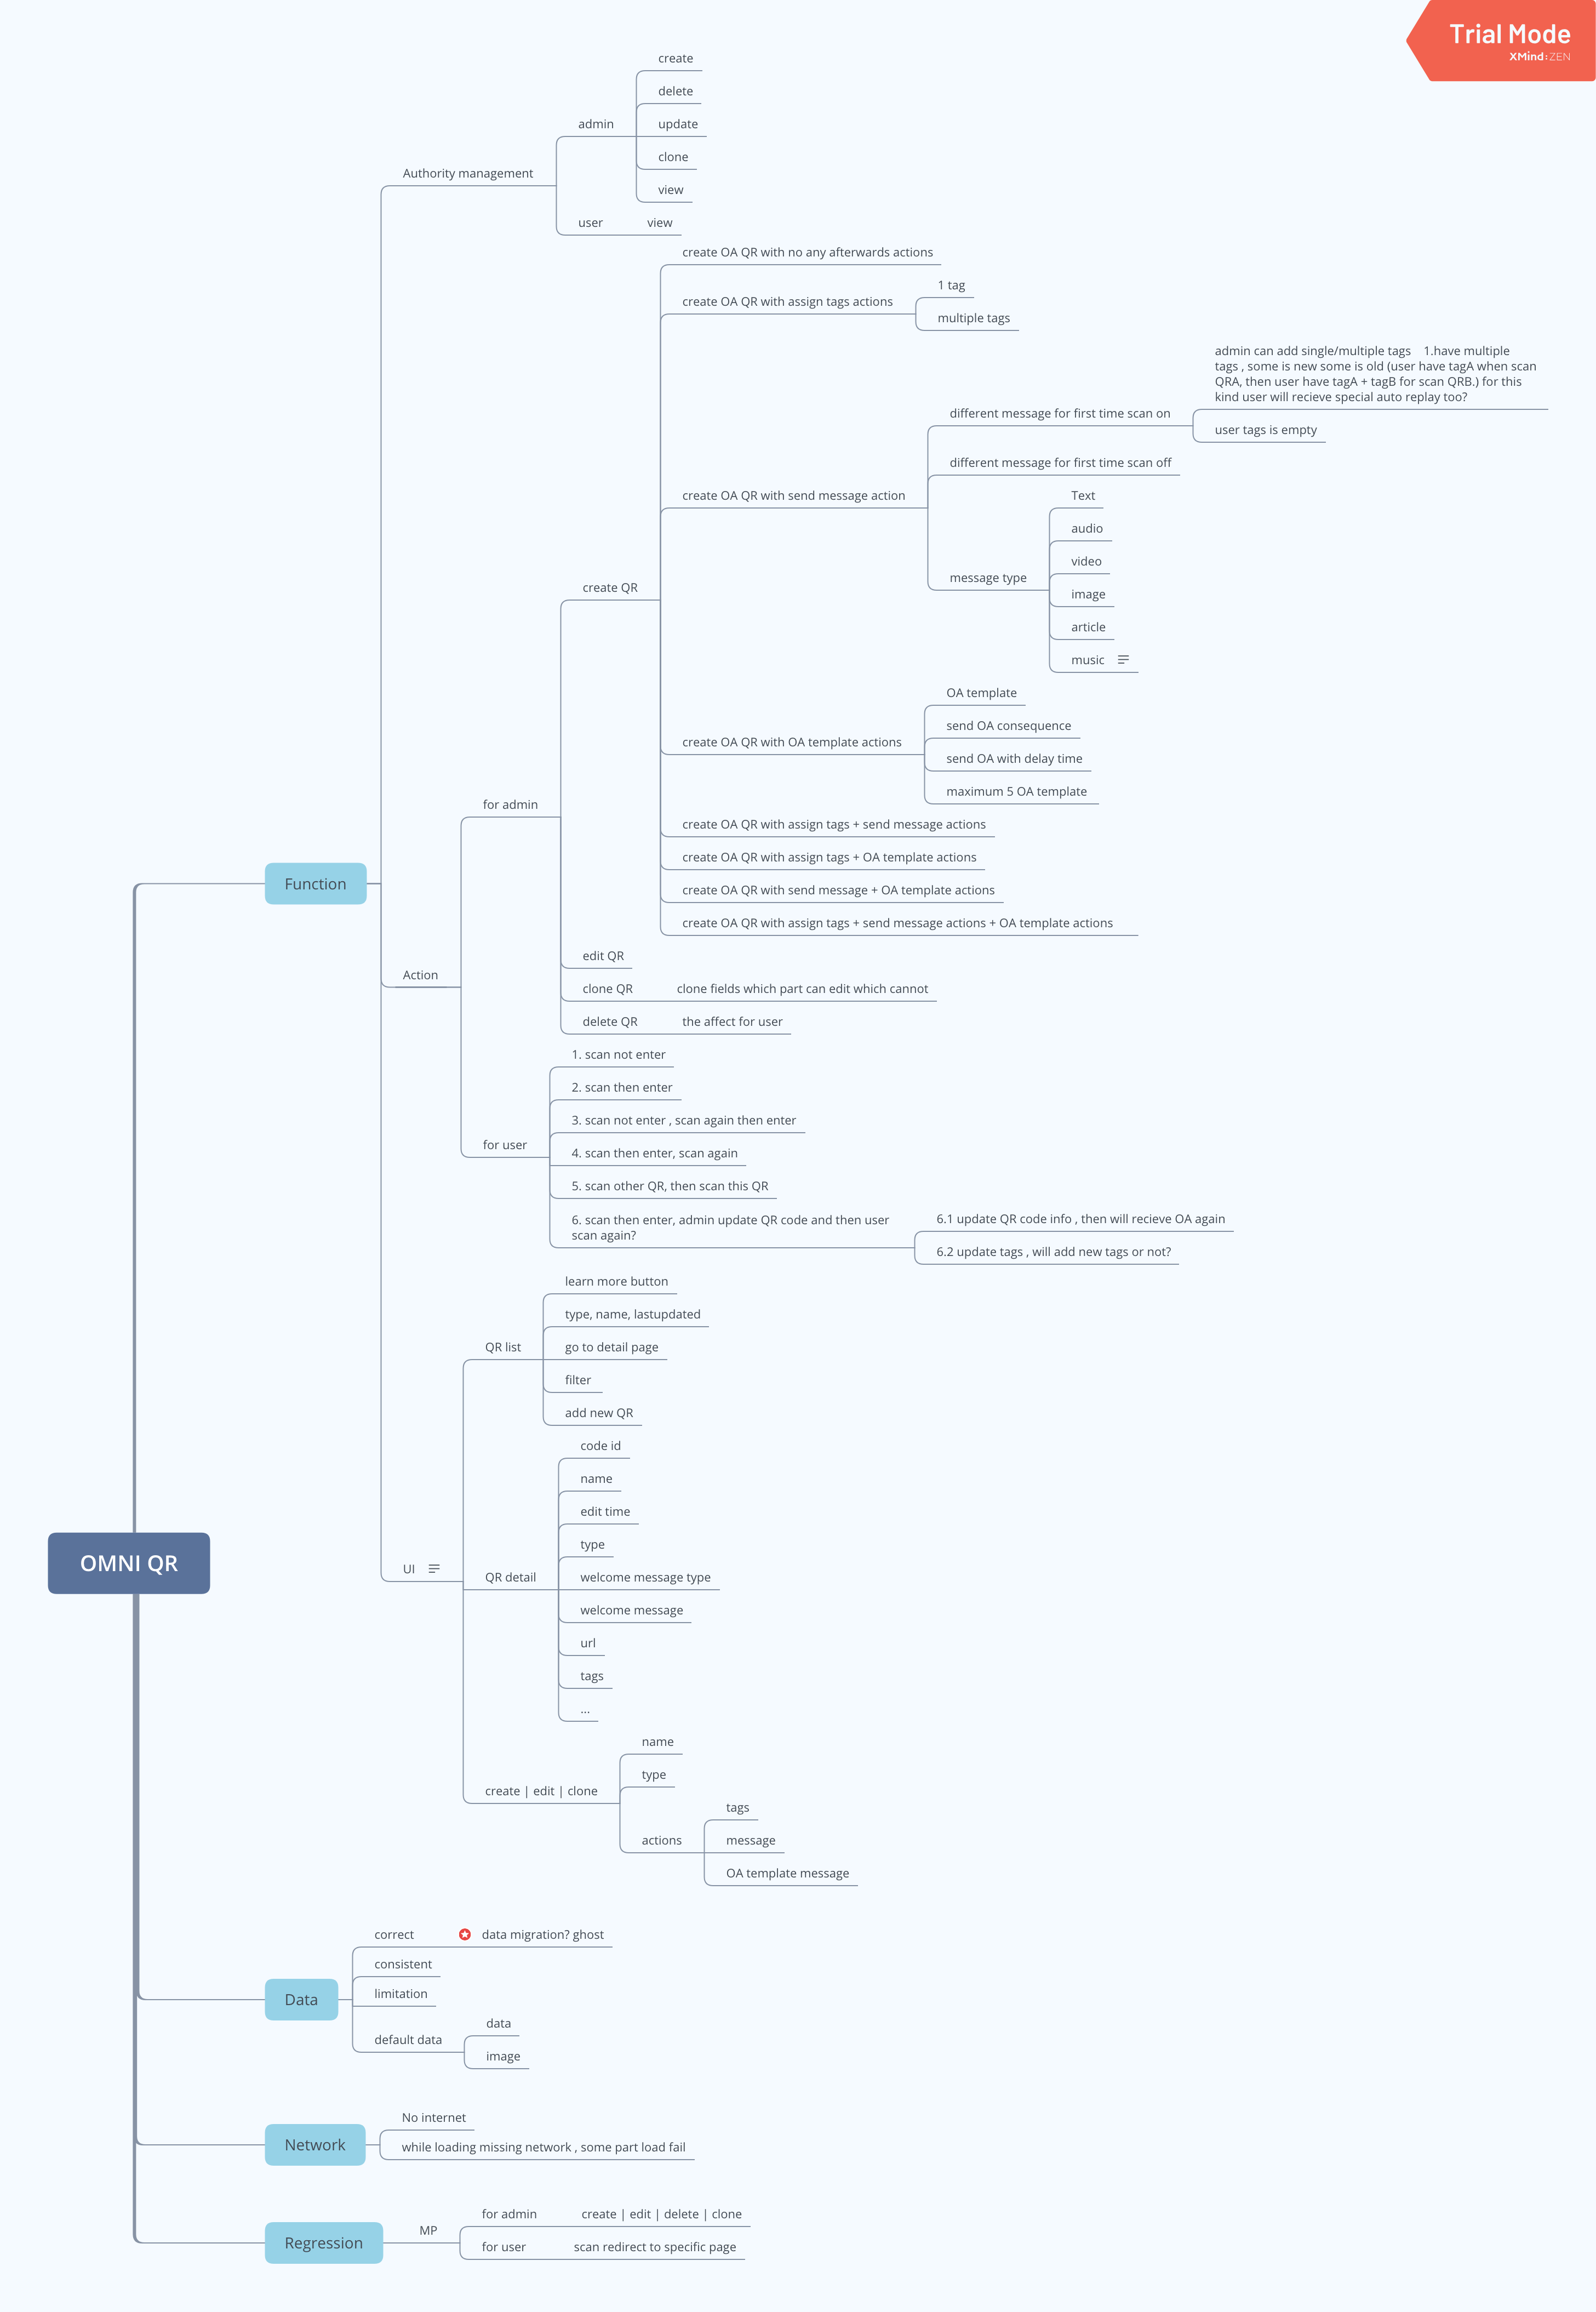 Trial Mode
XMind:ZEN
create
delete
admin
update
clone
Authority management
view
user
view
create OA QR with no any afterwards actions
1 tag
create OA QR with assign tags actions
multiple tags
admin can add single/multiple tags    1.have multiple
tags , some is new some is old (user have tagA when scan
QRA, then user have tagA + tagB for scan QRB.) for this
kind user will recieve special auto replay too?
different message for first time scan on
user tags is empty
different message for first time scan off
create OA QR with send message action
Text
audio
video
message type
create QR
image
article
music
OA template
send OA consequence
create OA QR with OA template actions
send OA with delay time
maximum 5 OA template
for admin
create OA QR with assign tags + send message actions
create OA QR with assign tags + OA template actions
Function
create OA QR with send message + OA template actions
create OA QR with assign tags + send message actions + OA template actions
edit QR
Action
clone QR
clone fields which part can edit which cannot
delete QR
the affect for user
1. scan not enter
2. scan then enter
3. scan not enter , scan again then enter
for user
4. scan then enter, scan again
5. scan other QR, then scan this QR
6. scan then enter, admin update QR code and then user
scan again?
6.1 update QR code info , then will recieve OA again
6.2 update tags , will add new tags or not?
learn more button
type, name, lastupdated
QR list
go to detail page
filter
add new QR
code id
name
edit time
type
OMNI QR
UI
QR detail
welcome message type
welcome message
url
tags
...
name
type
create | edit | clone
tags
actions
message
OA template message
correct
data migration? ghost
consistent
Data
limitation
data
default data
image
No internet
Network
while loading missing network , some part load fail
for admin
create | edit | delete | clone
MP
Regression
for user
scan redirect to specific page